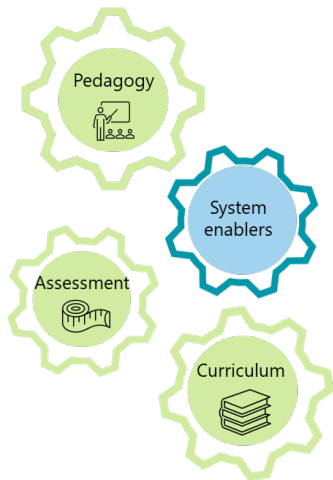 Pedagogy
System
enablers
Assessment
Curriculum